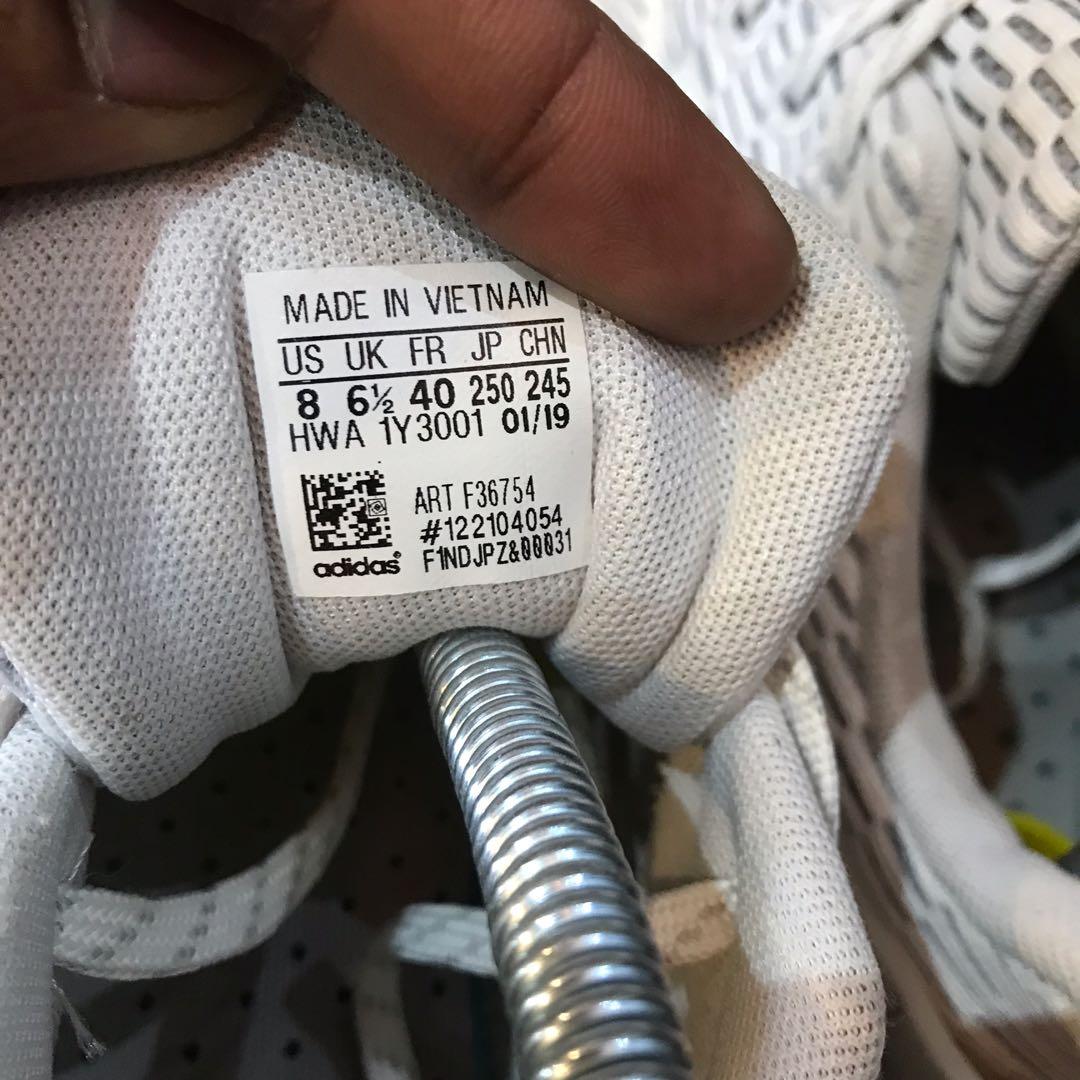 MADE IN VIETNAM
US UK FR JP CHN
8 6½ 40 250 245
HWA 1Y3001 01/19
ART F36754
#122104054
F1NDJPZ&00031
adidas®